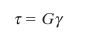 τ = Gγ